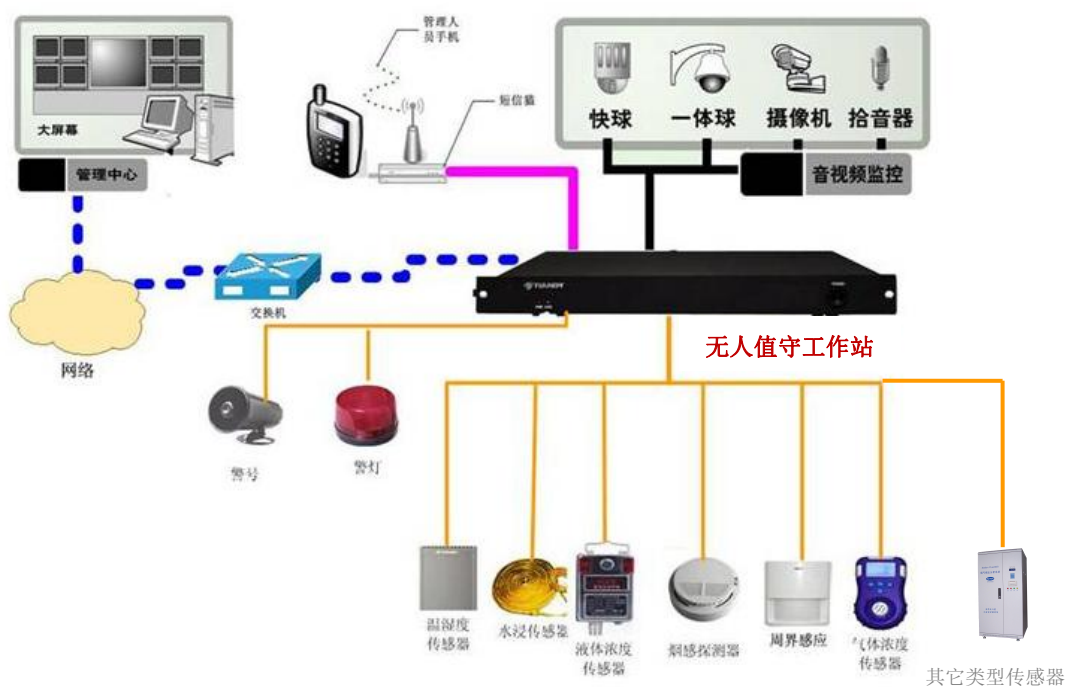 管理人
员手机
短信猫
大屏幕
管理中心
快球
一体球
摄像机
拾音器
音视频监控
交换机
网络
无人值守工作站
警号
警灯
温湿度
传感器
水浸传感器
液体浓度
传感器
烟感探测器
周界感应
气体浓度
传感器
其它类型传感器